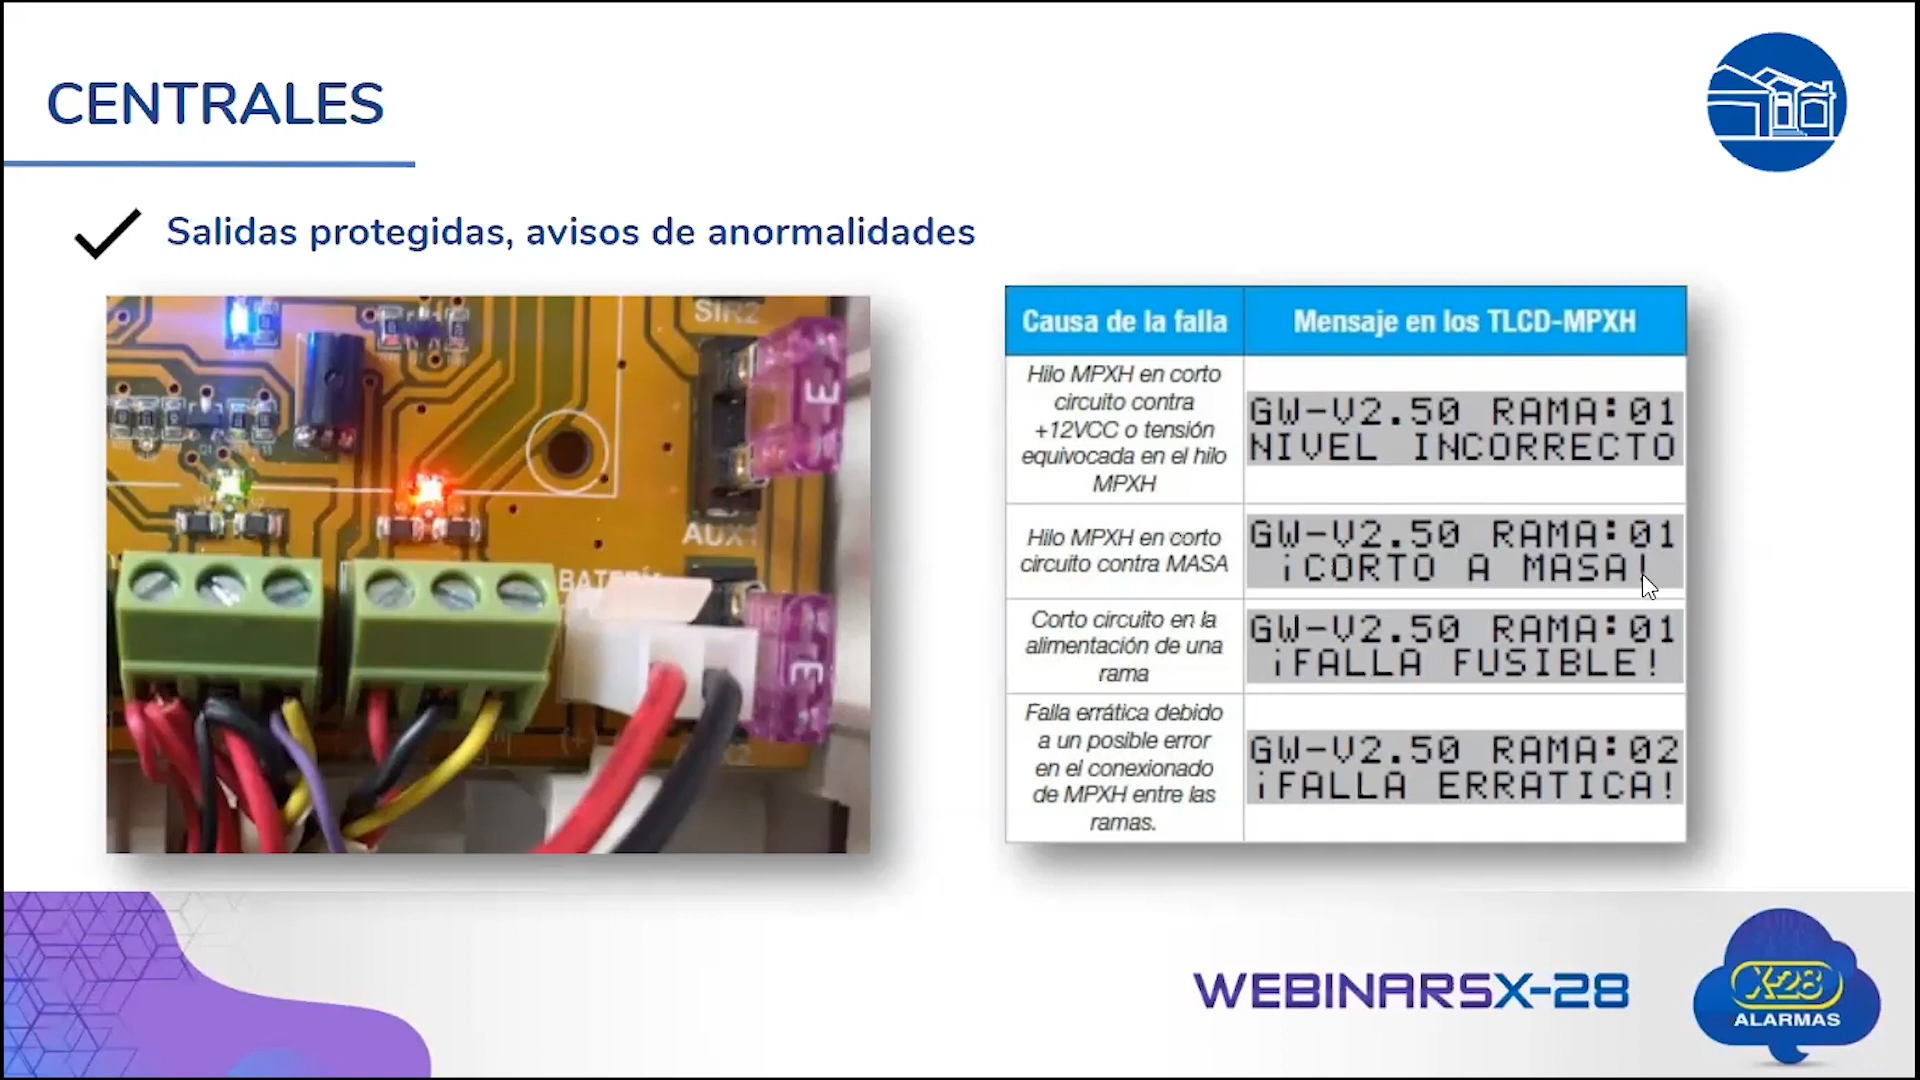 CENTRALES
Salidas protegidas, avisos de anormalidades
SIR2
3
AUX1
BATERÍA
3
(+)
Causa de la falla
Mensaje en los TLCD-MPXH
Hilo MPXH en corto
circuito contra
+12VCC o tensión
equivocada en el hilo
MPXH
GW-V2.50 RAMA:01
NIVEL INCORRECTO
Hilo MPXH en corto
circuito contra MASA
GW-V2.50 RAMA:01
¡CORTO A MASA!
Corto circuito en la
alimentación de una
rama
GW-V2.50 RAMA:01
¡FALLA FUSIBLE!
Falla errática debido
a un posible error
en el conexionado
de MPXH entre las
ramas.
GW-V2.50 RAMA:02
¡FALLA ERRATICA!
WEBINARSX-28
X-28
ALARMAS